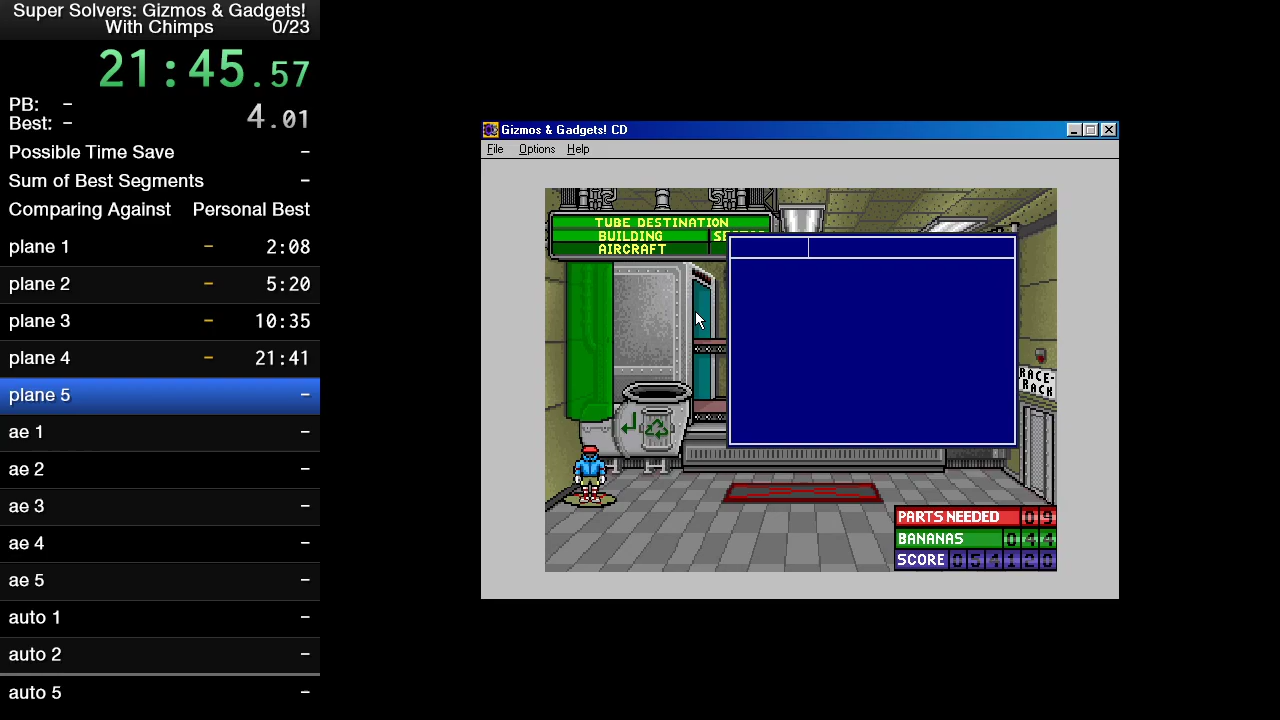 Super Solvers: Gizmos & Gadgets!
With Chimps 0/23
21:45.57
PB: -
4.01
Best: -
Possible Time Save -
Sum of Best Segments -
Comparing Against Personal Best
plane 1 - 2:08
plane 2 - 5:20
plane 3 - 10:35
plane 4 - 21:41
plane 5 -
ae 1 -
ae 2 -
ae 3 -
ae 4 -
ae 5 -
auto 1 -
auto 2 -
auto 5 -
Gizmos & Gadgets! CD
File Options Help
TUBE DESTINATION
BUILDING
AIRCRAFT
RACE-
PARTS NEEDED 09
BANANAS 044
SCORE 054120